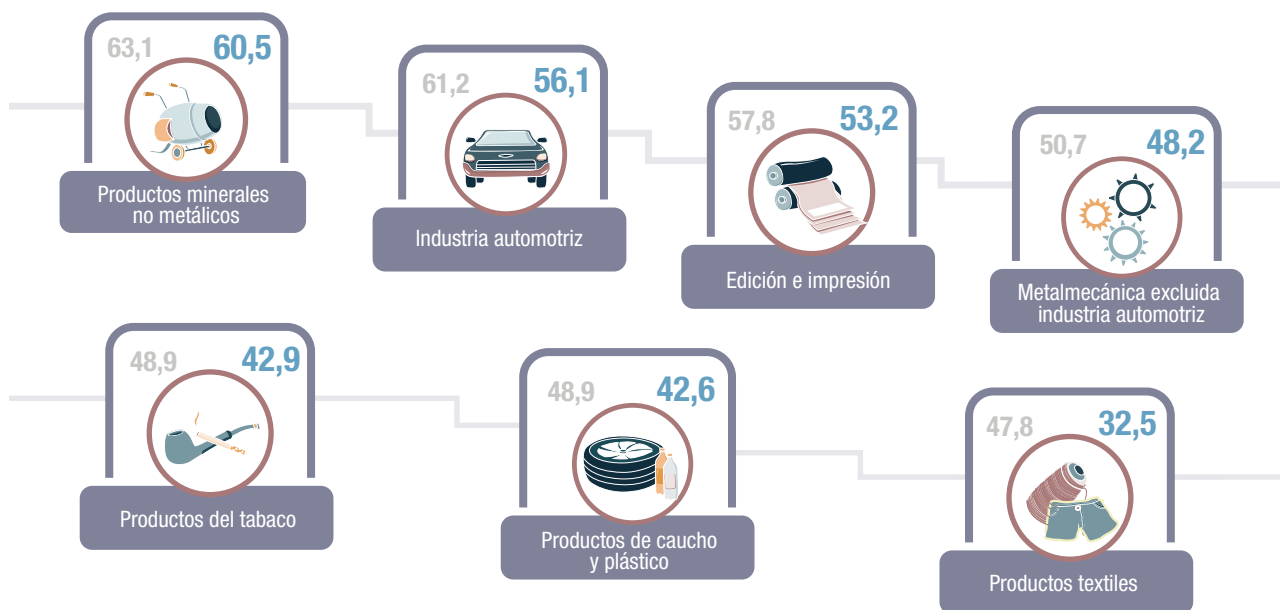 63,1 60,5
Productos minerales
no metálicos
61,2 56,1
Industria automotriz
57,8 53,2
Edición e impresión
50,7 48,2
Metalmecánica excluida
industria automotriz
48,9 42,9
Productos del tabaco
48,9 42,6
Productos de caucho
y plástico
47,8 32,5
Productos textiles